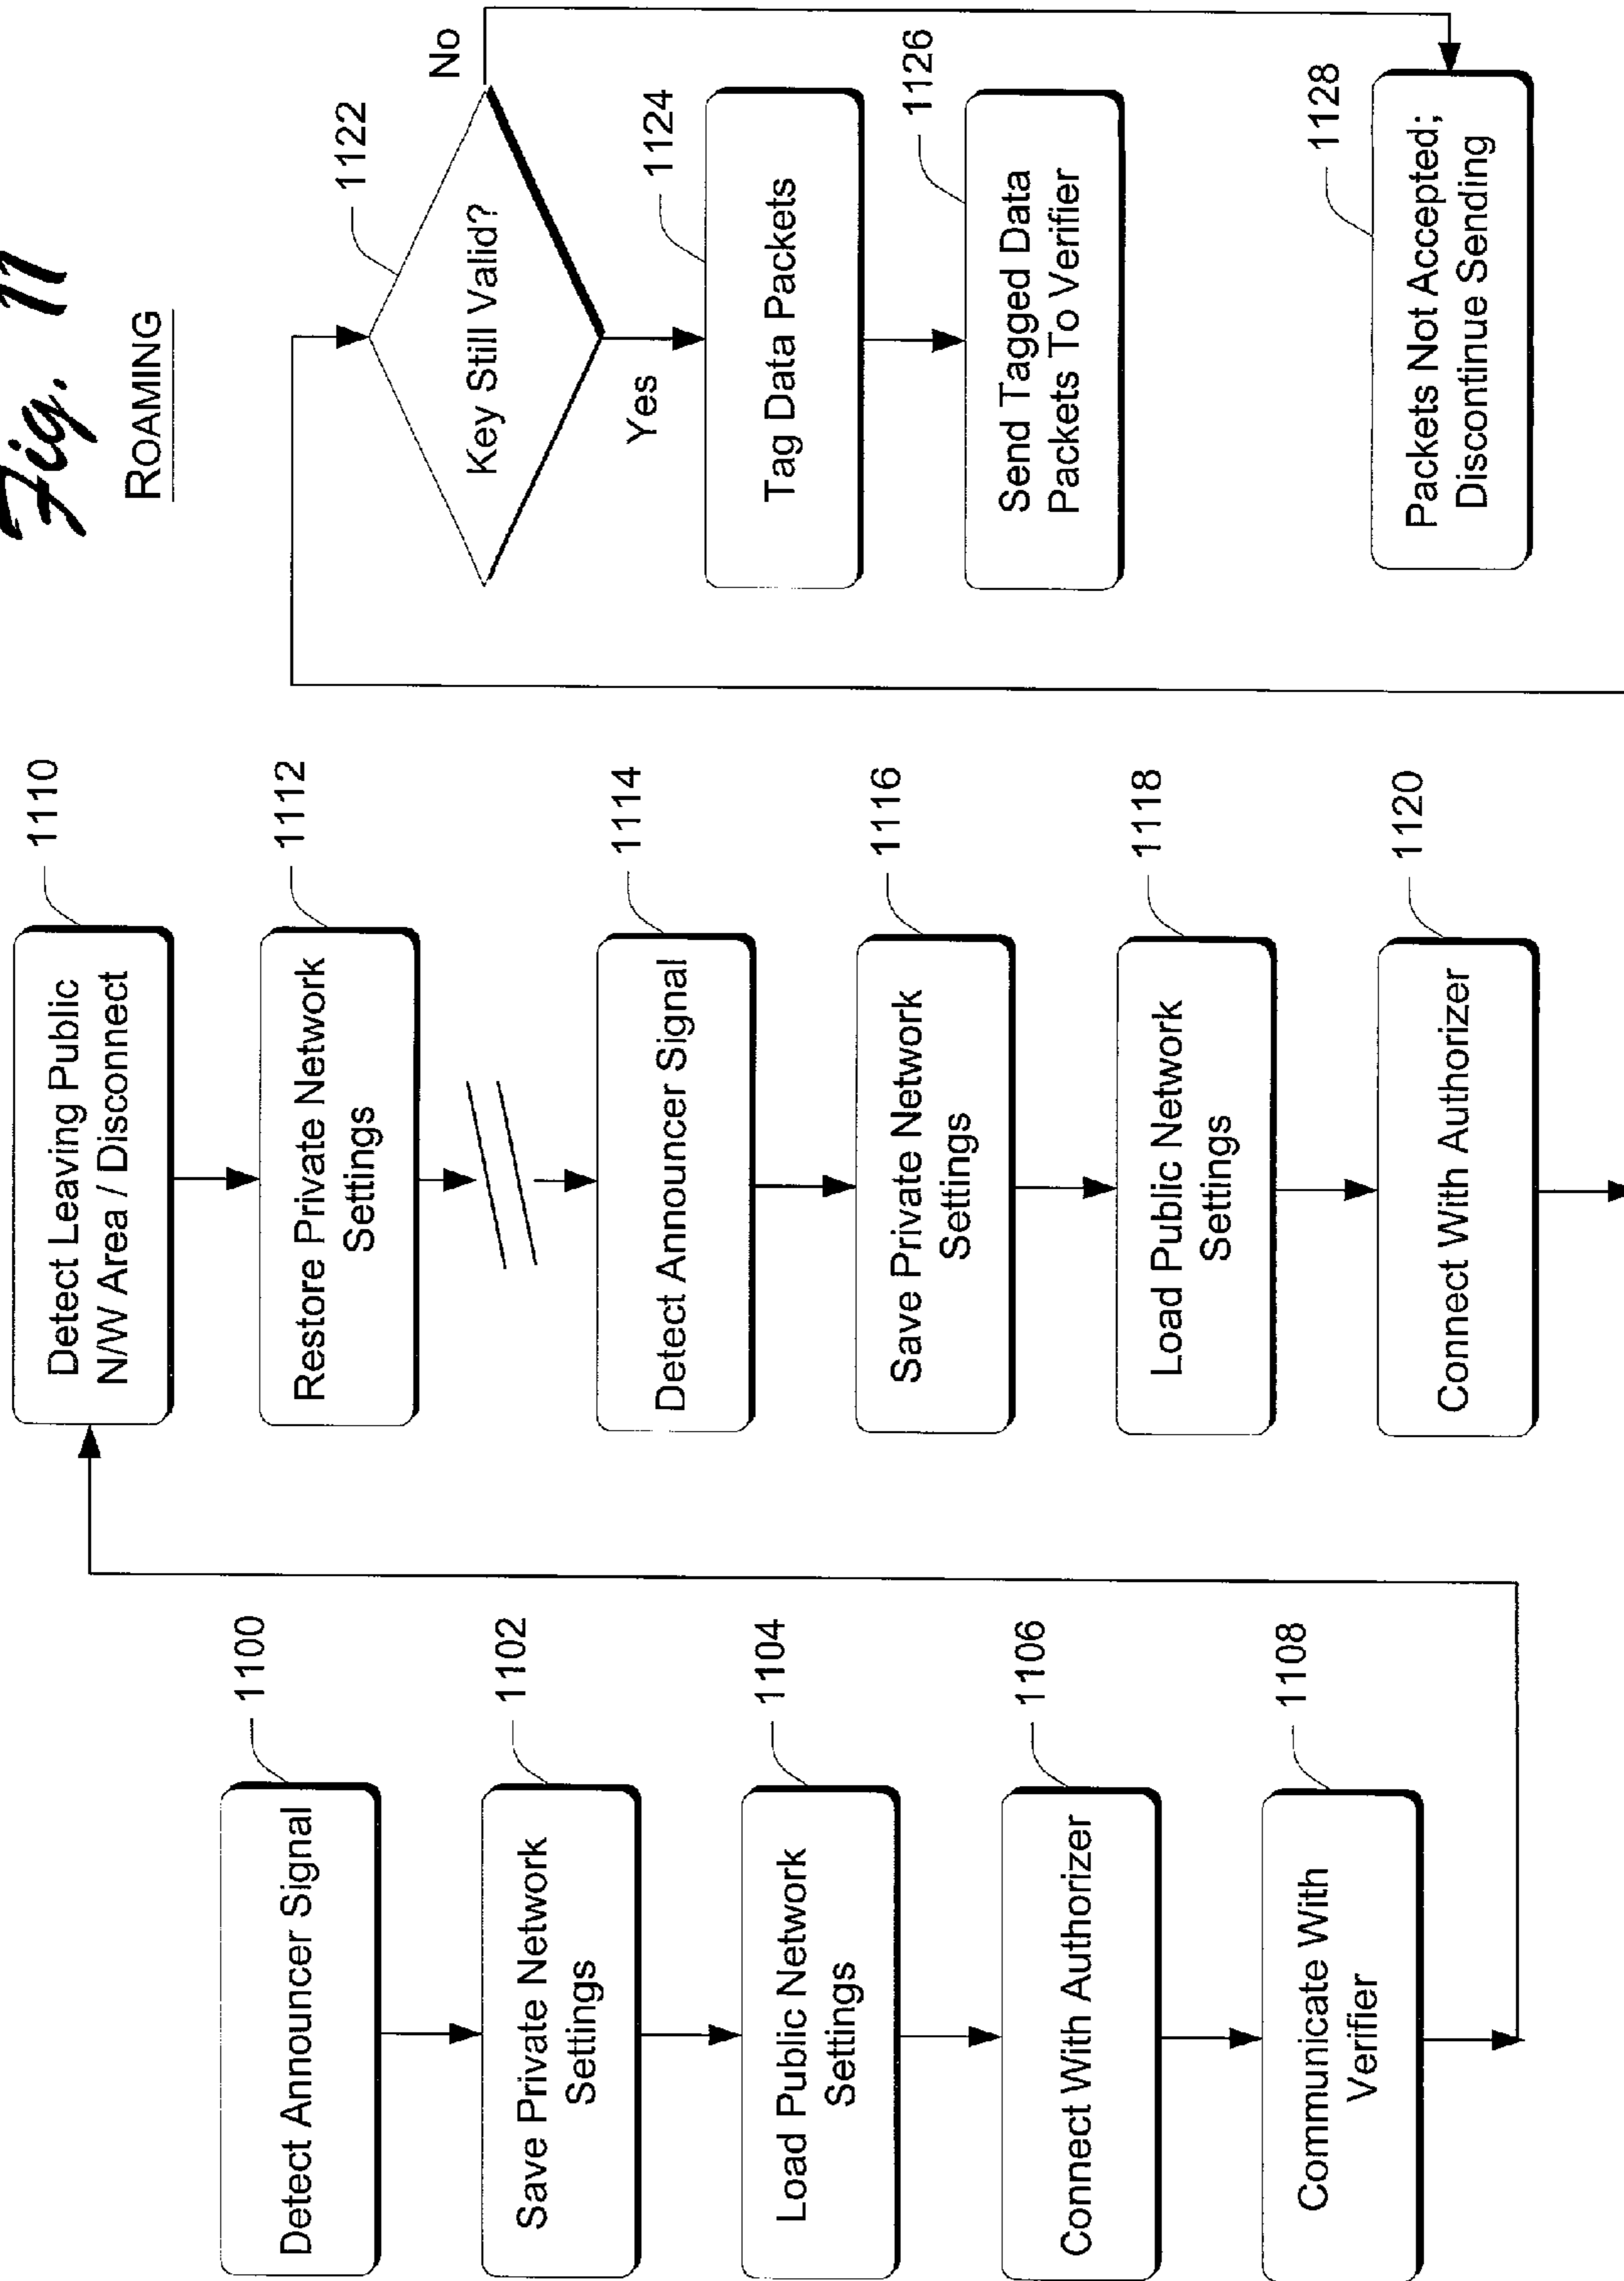 Fig. 11
ROAMING
Detect Announcer Signal
1100
Save Private Network
Settings
1102
Load Public Network
Settings
1104
Connect With Authorizer
1106
Communicate With
Verifier
1108
Detect Leaving Public
N/W Area / Disconnect
1110
Restore Private Network
Settings
1112
Detect Announcer Signal
1114
Save Private Network
Settings
1116
Load Public Network
Settings
1118
Connect With Authorizer
1120
Key Still Valid?
1122
No
Yes
Tag Data Packets
1124
Send Tagged Data
Packets To Verifier
1126
Packets Not Accepted;
Discontinue Sending
1128